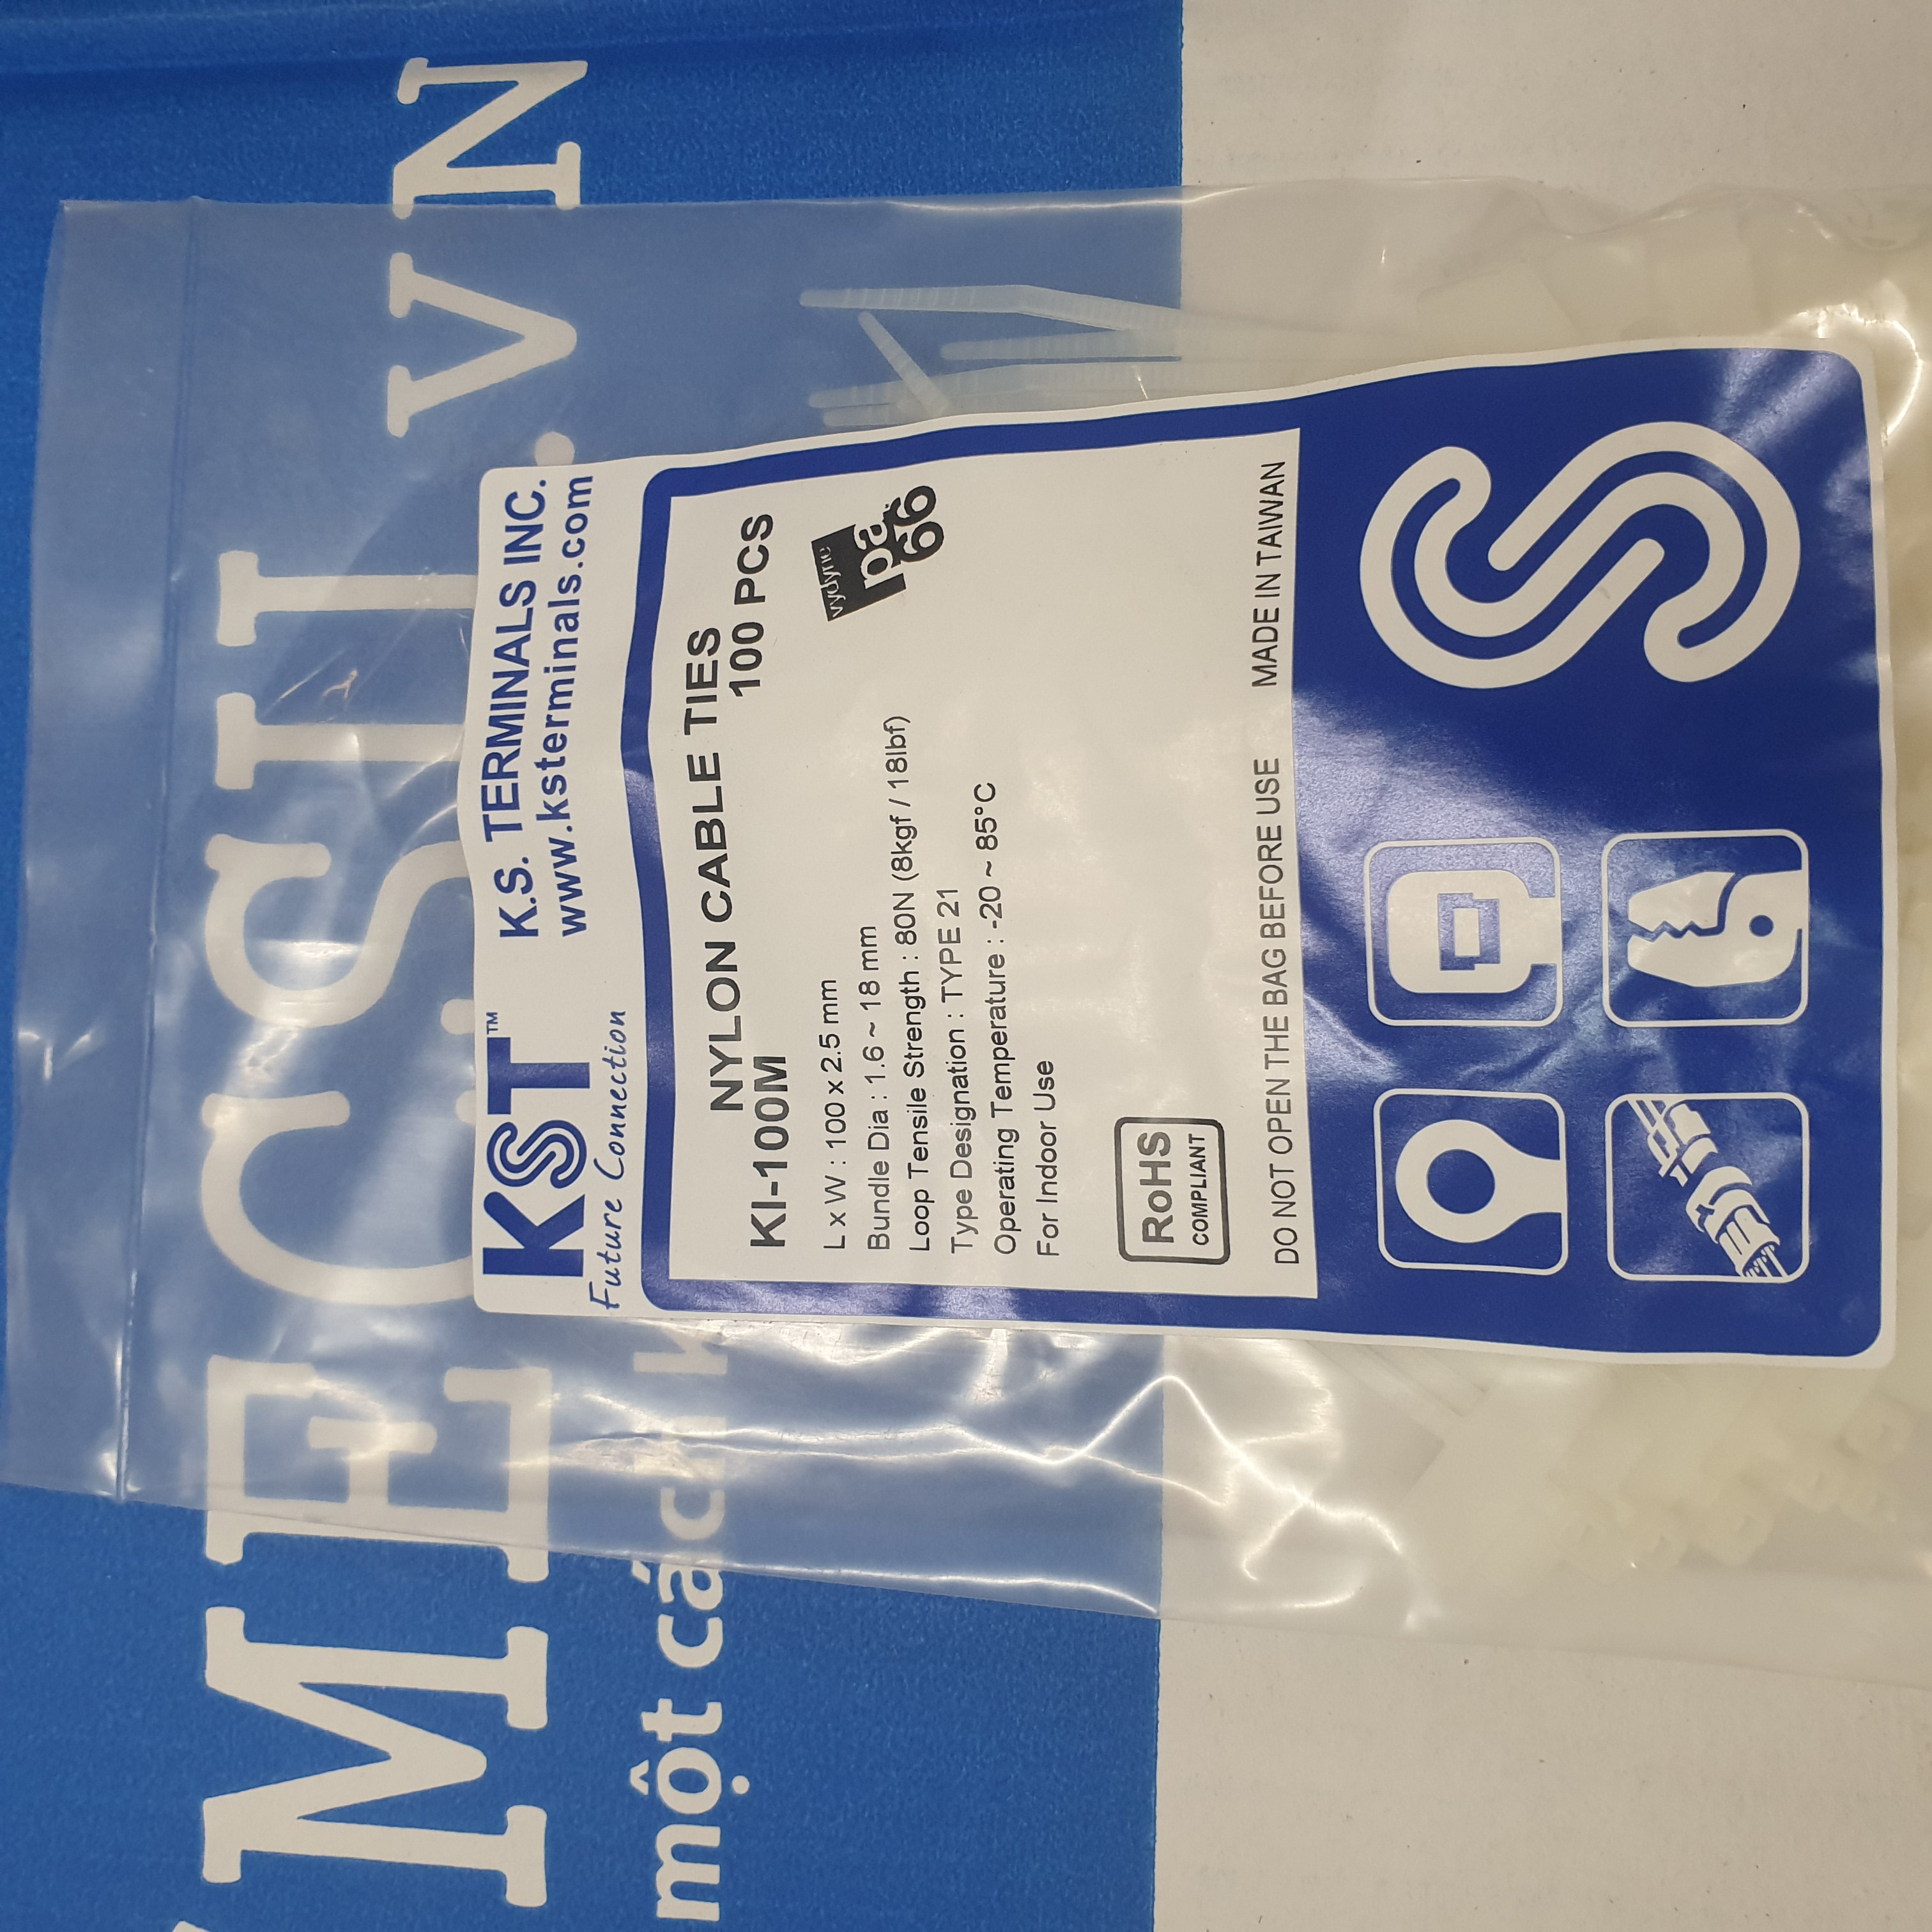 MECSU.VN
một cách
KST™
Future Connection
K.S. TERMINALS INC.
www.ksterminals.com
NYLON CABLE TIES
KI-100M 100 PCS
L x W : 100 x 2.5 mm
Bundle Dia : 1.6 ~ 18 mm
Loop Tensile Strength : 80N (8kgf / 18lbf)
Type Designation : TYPE 21
Operating Temperature : -20 ~ 85°C
For Indoor Use
vydyne
pa
66
RoHS
COMPLIANT
DO NOT OPEN THE BAG BEFORE USE MADE IN TAIWAN